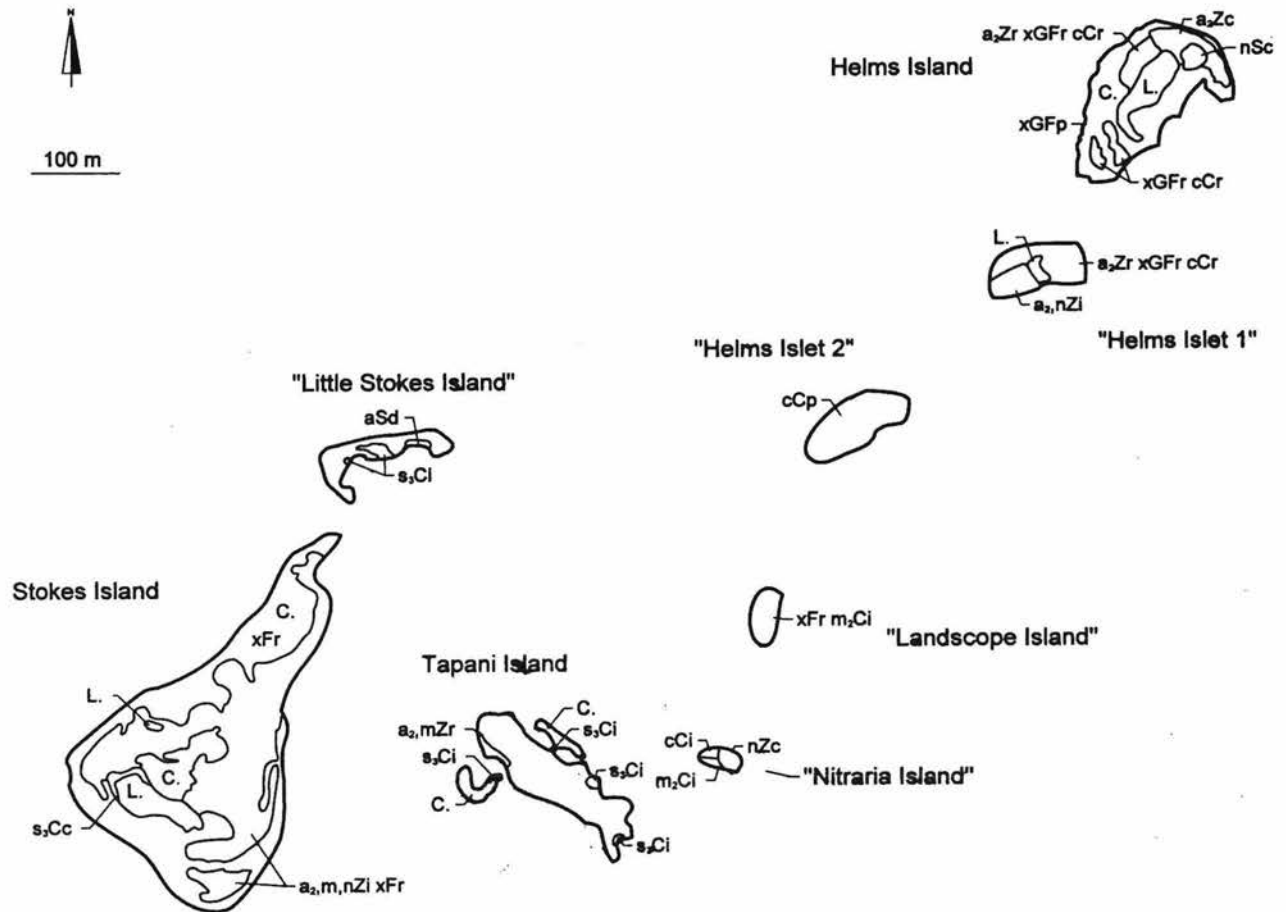 N
a₂Zc
a₂Zr xGFr cCr
nSc
Helms Island
C.
L.
xGFp
100 m
xGFr cCr
L.
a₂Zr xGFr cCr
a₂,nZi
"Helms Islet 1"
"Helms Islet 2"
"Little Stokes Island"
cCp
aSd
s₃Ci
Stokes Island
C.
xFr
xFr m₂Ci
"Landscope Island"
Tapani Island
L.
C.
a₂,mZr
s₃Ci
cCi
nZc
s₃Ci
s₃Ci
m₂Ci
"Nitraria Island"
C.
L.
C.
s₃Cc
s₃Ci
a₂,m,nZi xFr